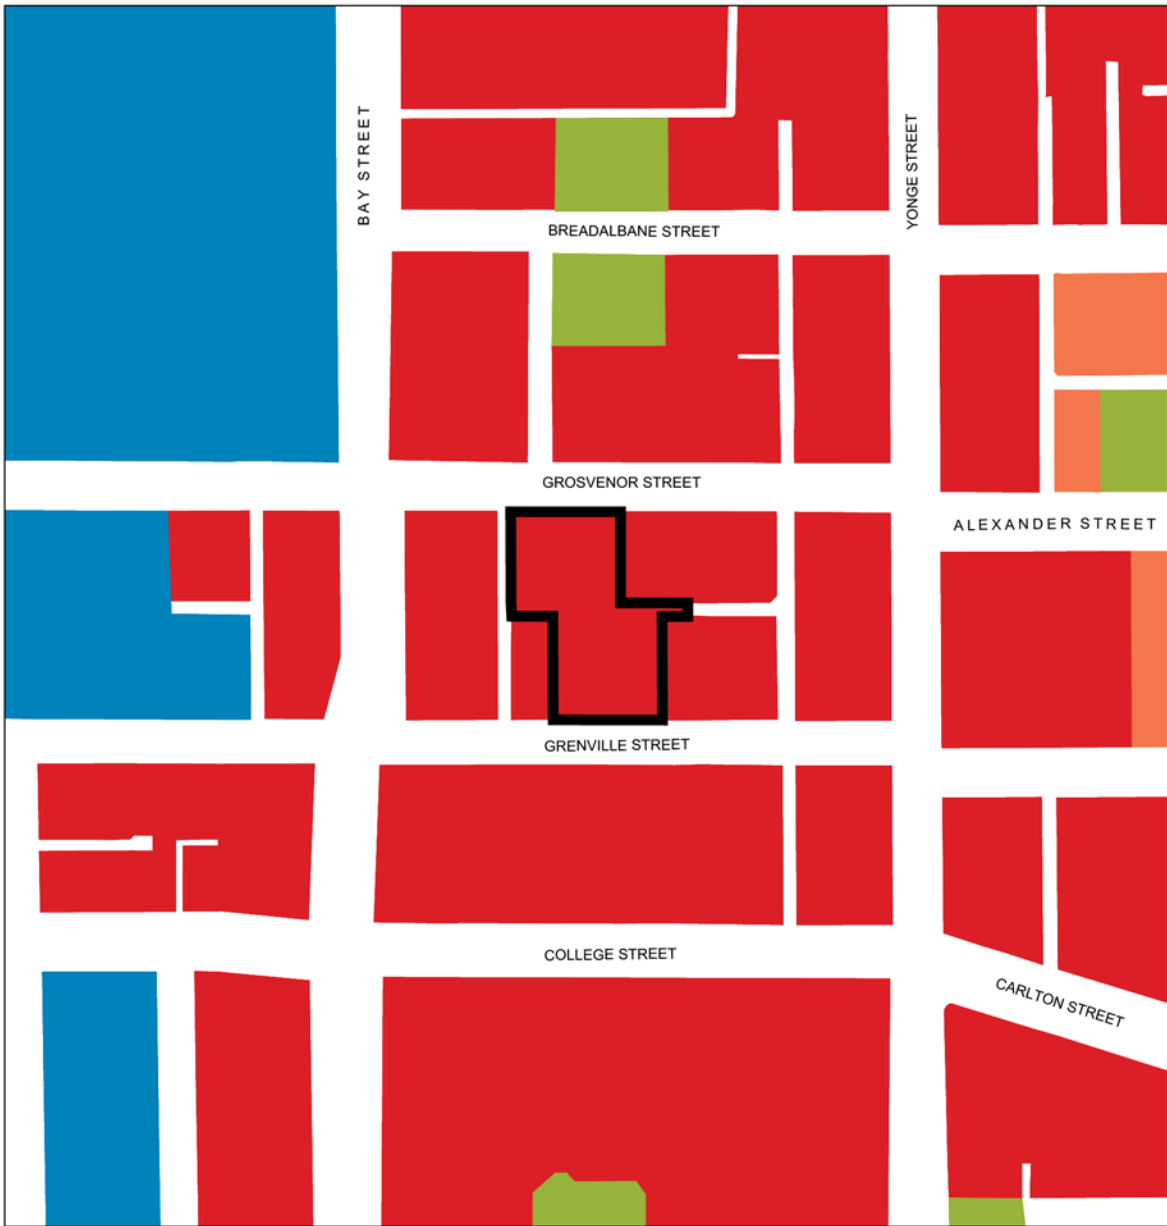 BAY STREET
YONGE STREET
BREADALBANE STREET
GROSVENOR STREET
ALEXANDER STREET
GRENVILLE STREET
COLLEGE STREET
CARLTON STREET